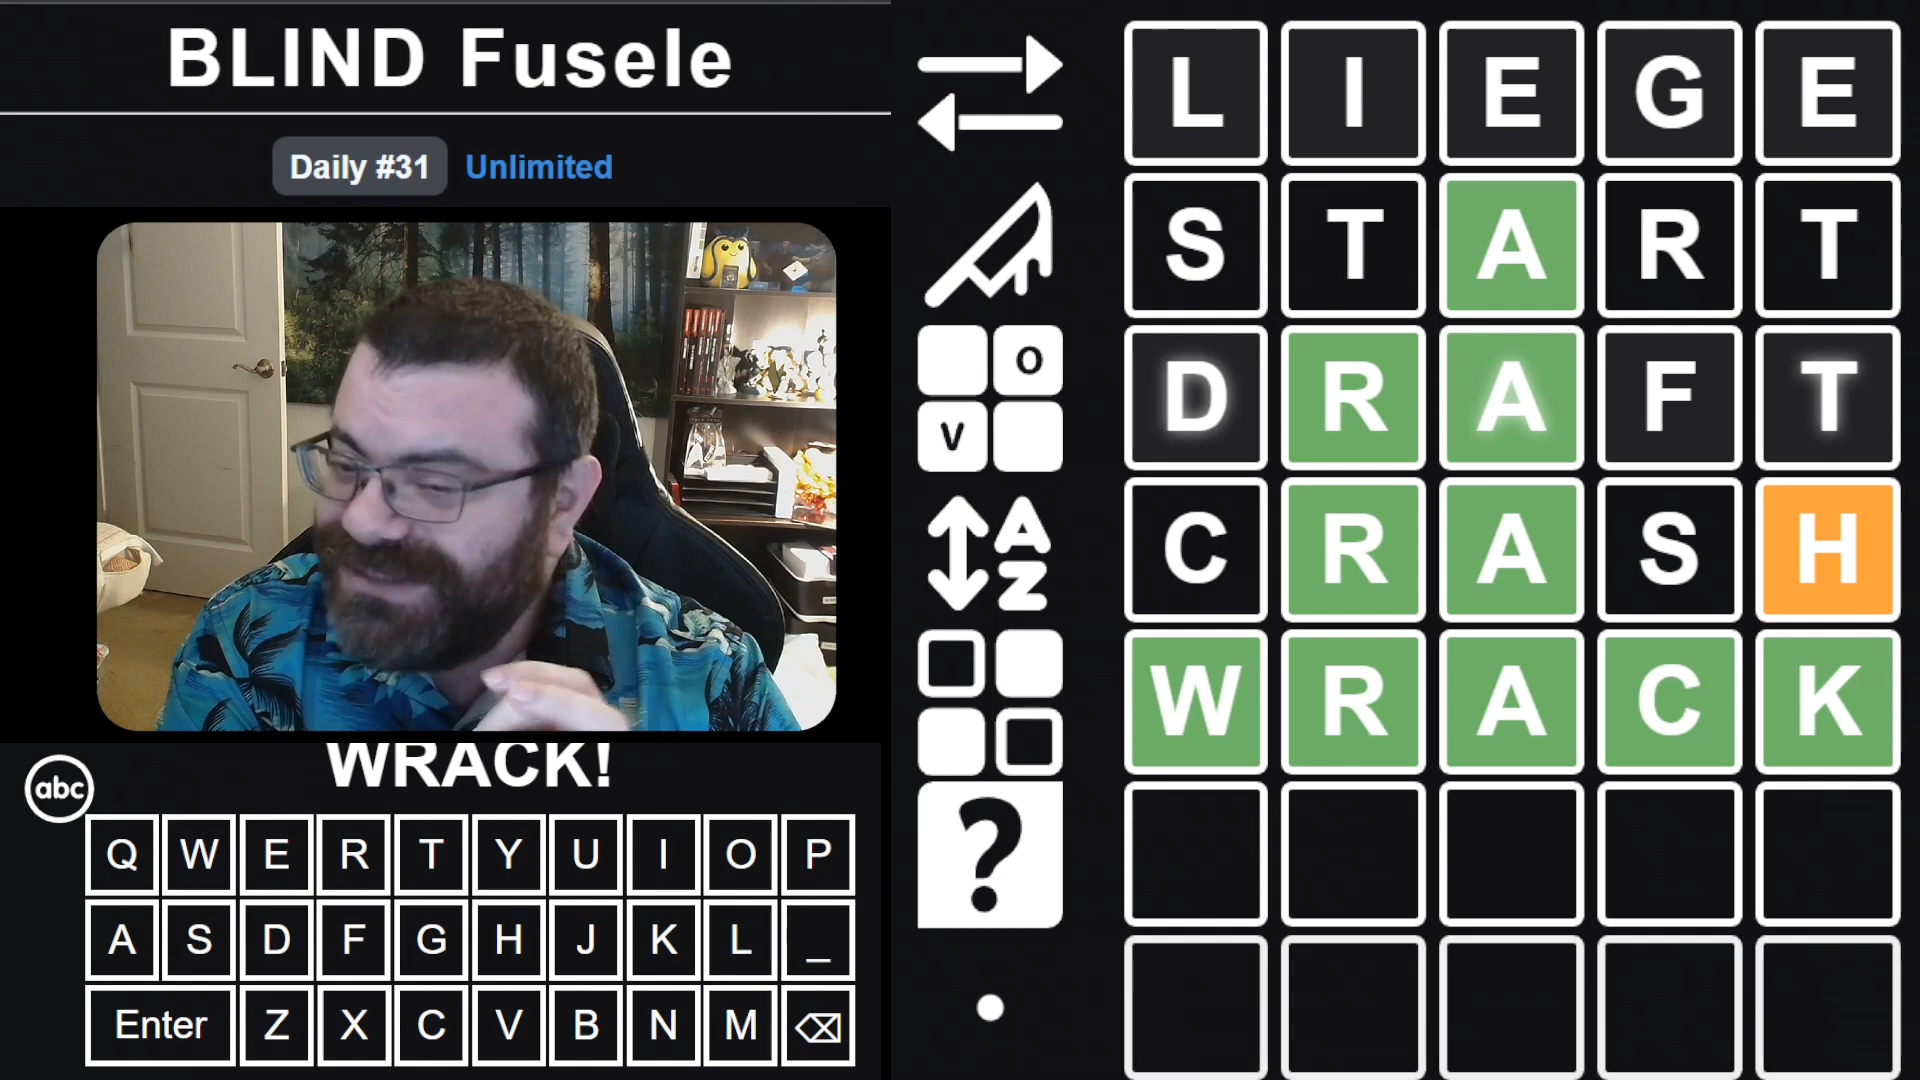 BLIND Fusele
Daily #31 Unlimited
WRACK!
abc
Q W E R T Y U I O P
A S D F G H J K L _
Enter Z X C V B N M ⌫
o
v
A
Z
?
L I E G E
S T A R T
D R A F T
C R A S H
W R A C K